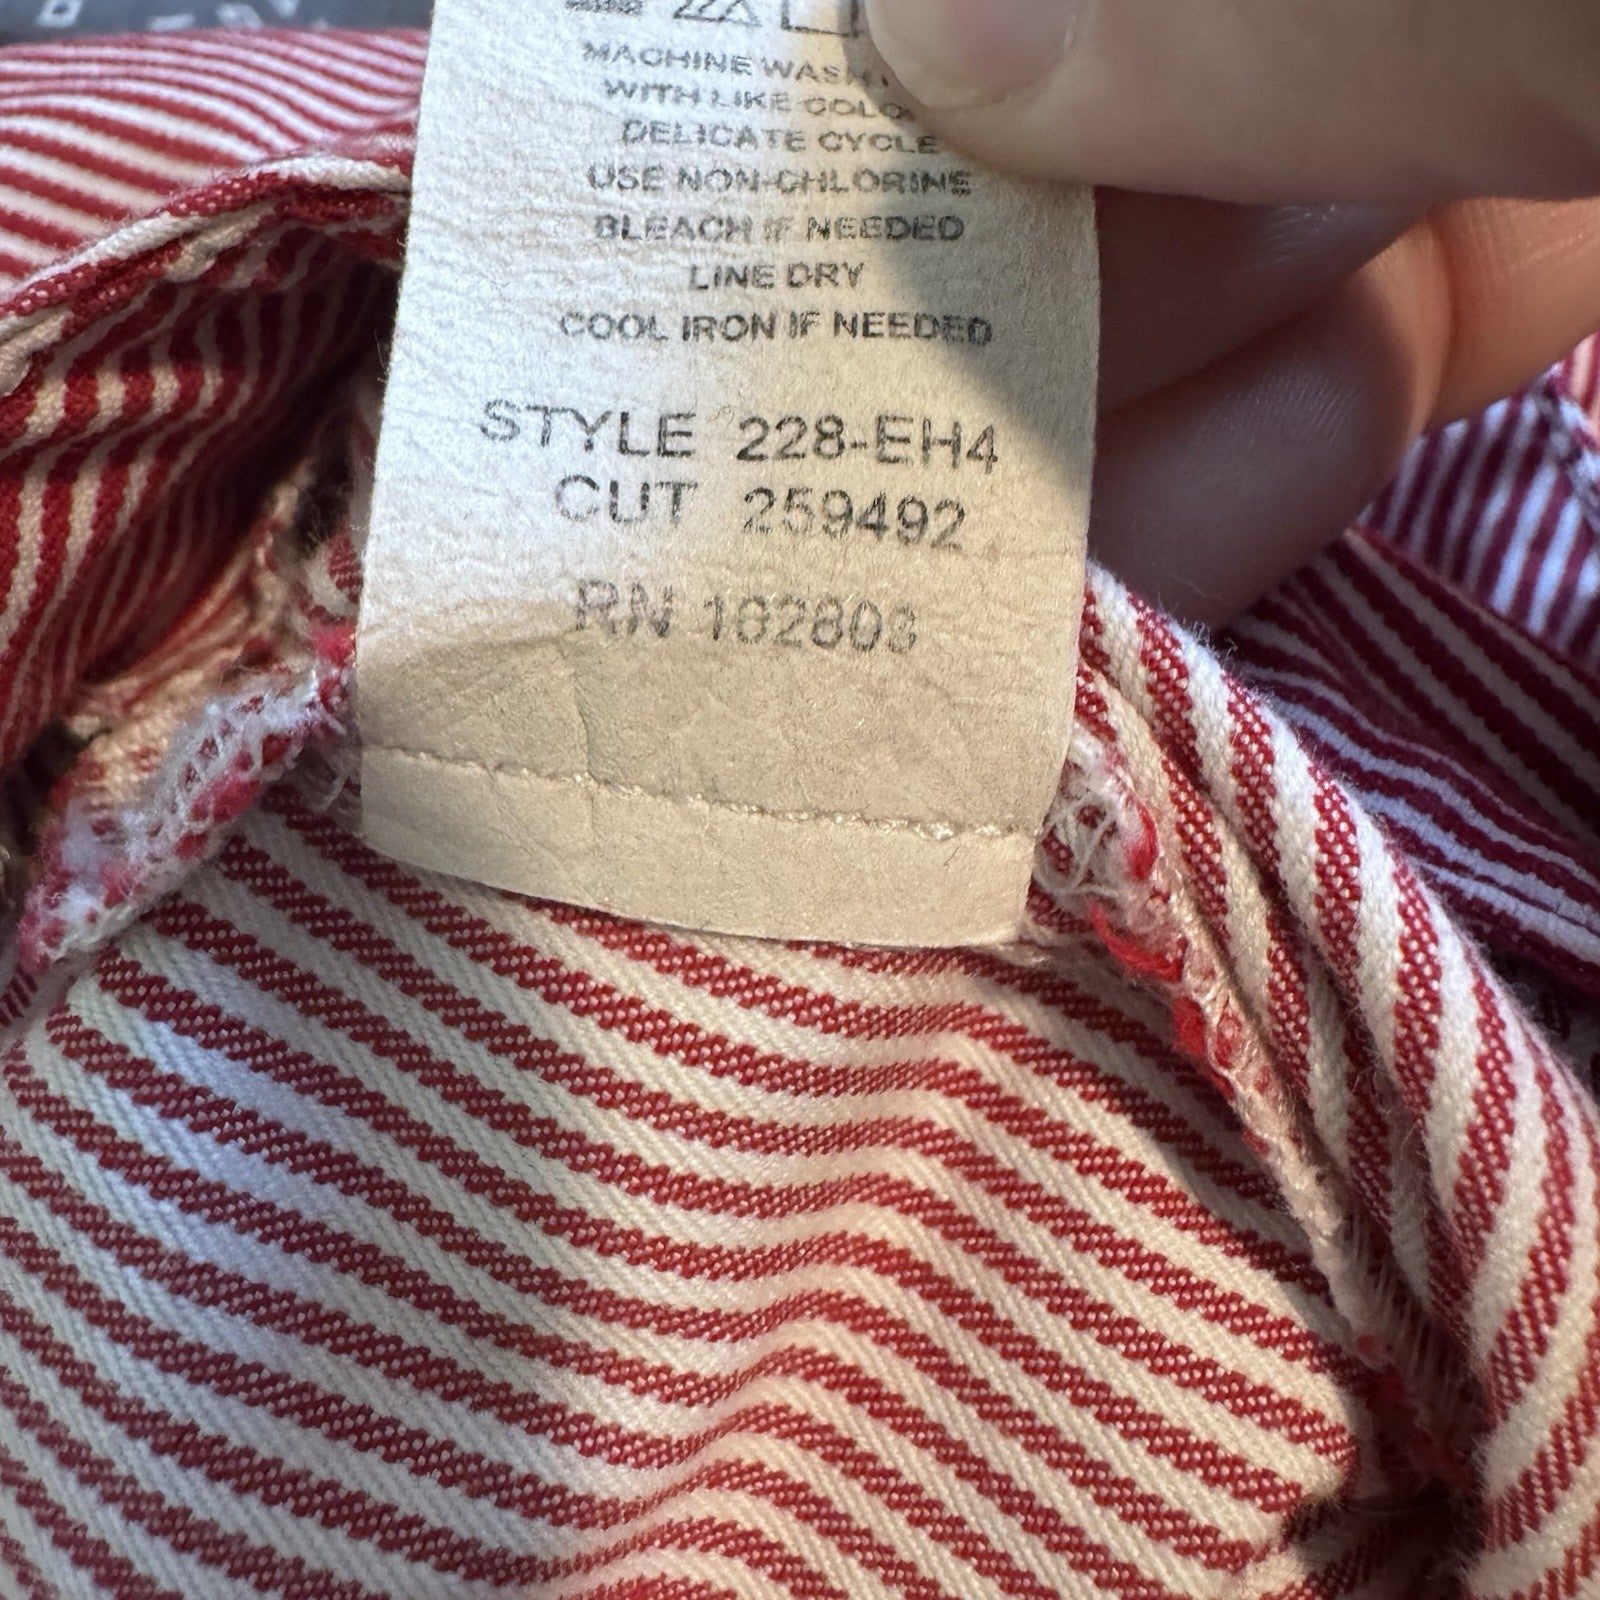 MACHINE WASH
WITH LIKE
DELICATE CYCLE
USE NON-CHLORINE
BLEACH IF NEEDED
LINE DRY
COOL IRON IF NEEDED
STYLE 228-EH4
CUT 259492
RN 102803